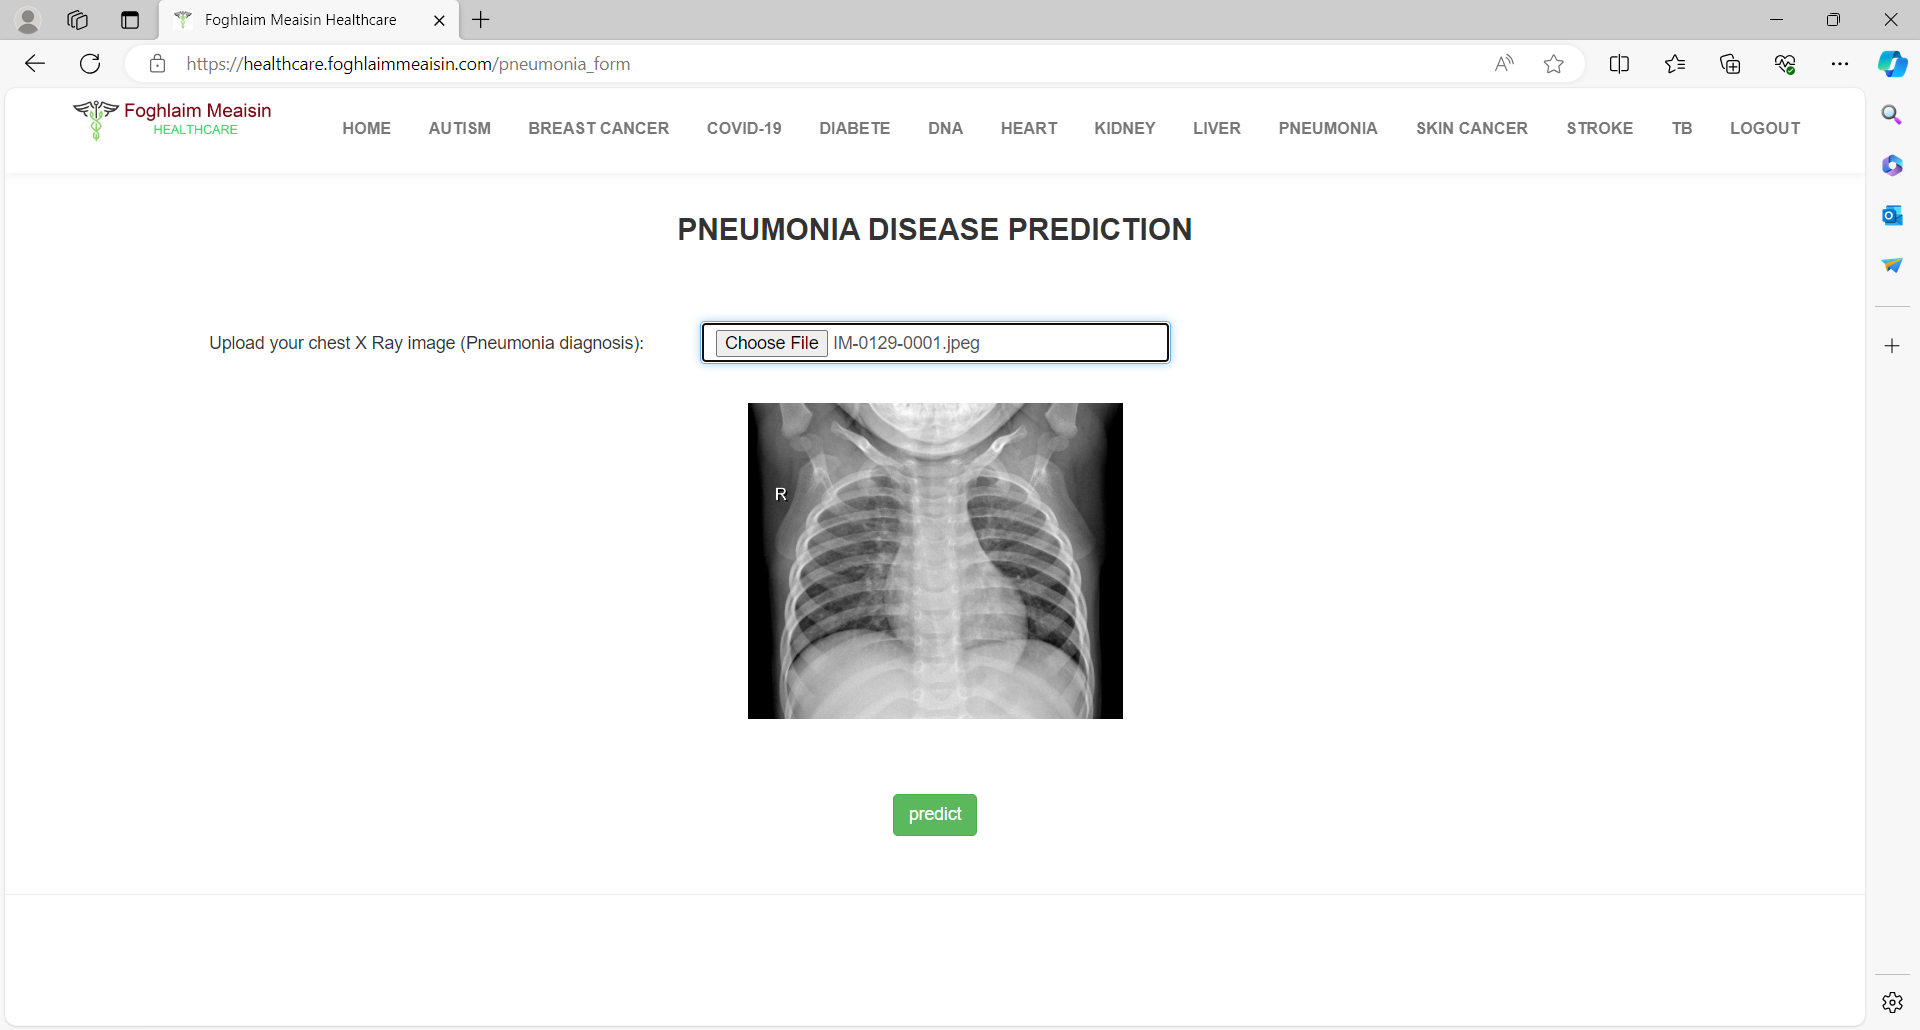 Foghlaim Meaisin Healthcare
https://healthcare.foghlaimmeaisin.com/pneumonia_form
Foghlaim Meaisin
HEALTHCARE
HOME AUTISM BREAST CANCER COVID-19 DIABETE DNA HEART KIDNEY LIVER PNEUMONIA SKIN CANCER STROKE TB LOGOUT
PNEUMONIA DISEASE PREDICTION
Upload your chest X Ray image (Pneumonia diagnosis): Choose File IM-0129-0001.jpeg
R
predict